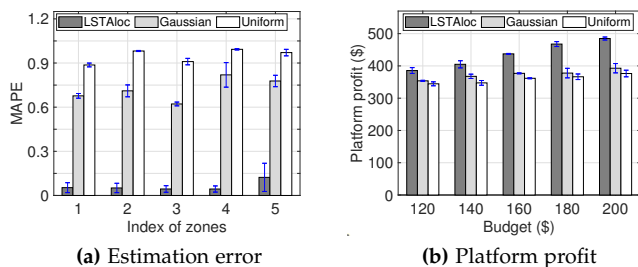 LSTAloc Gaussian Uniform
1.2
0.9
0.6
0.3
0
MAPE
1 2 3 4 5
Index of zones
(a) Estimation error
LSTAloc Gaussian Uniform
500
400
300
200
100
0
Platform profit ($)
120 140 160 180 200
Budget ($)
(b) Platform profit